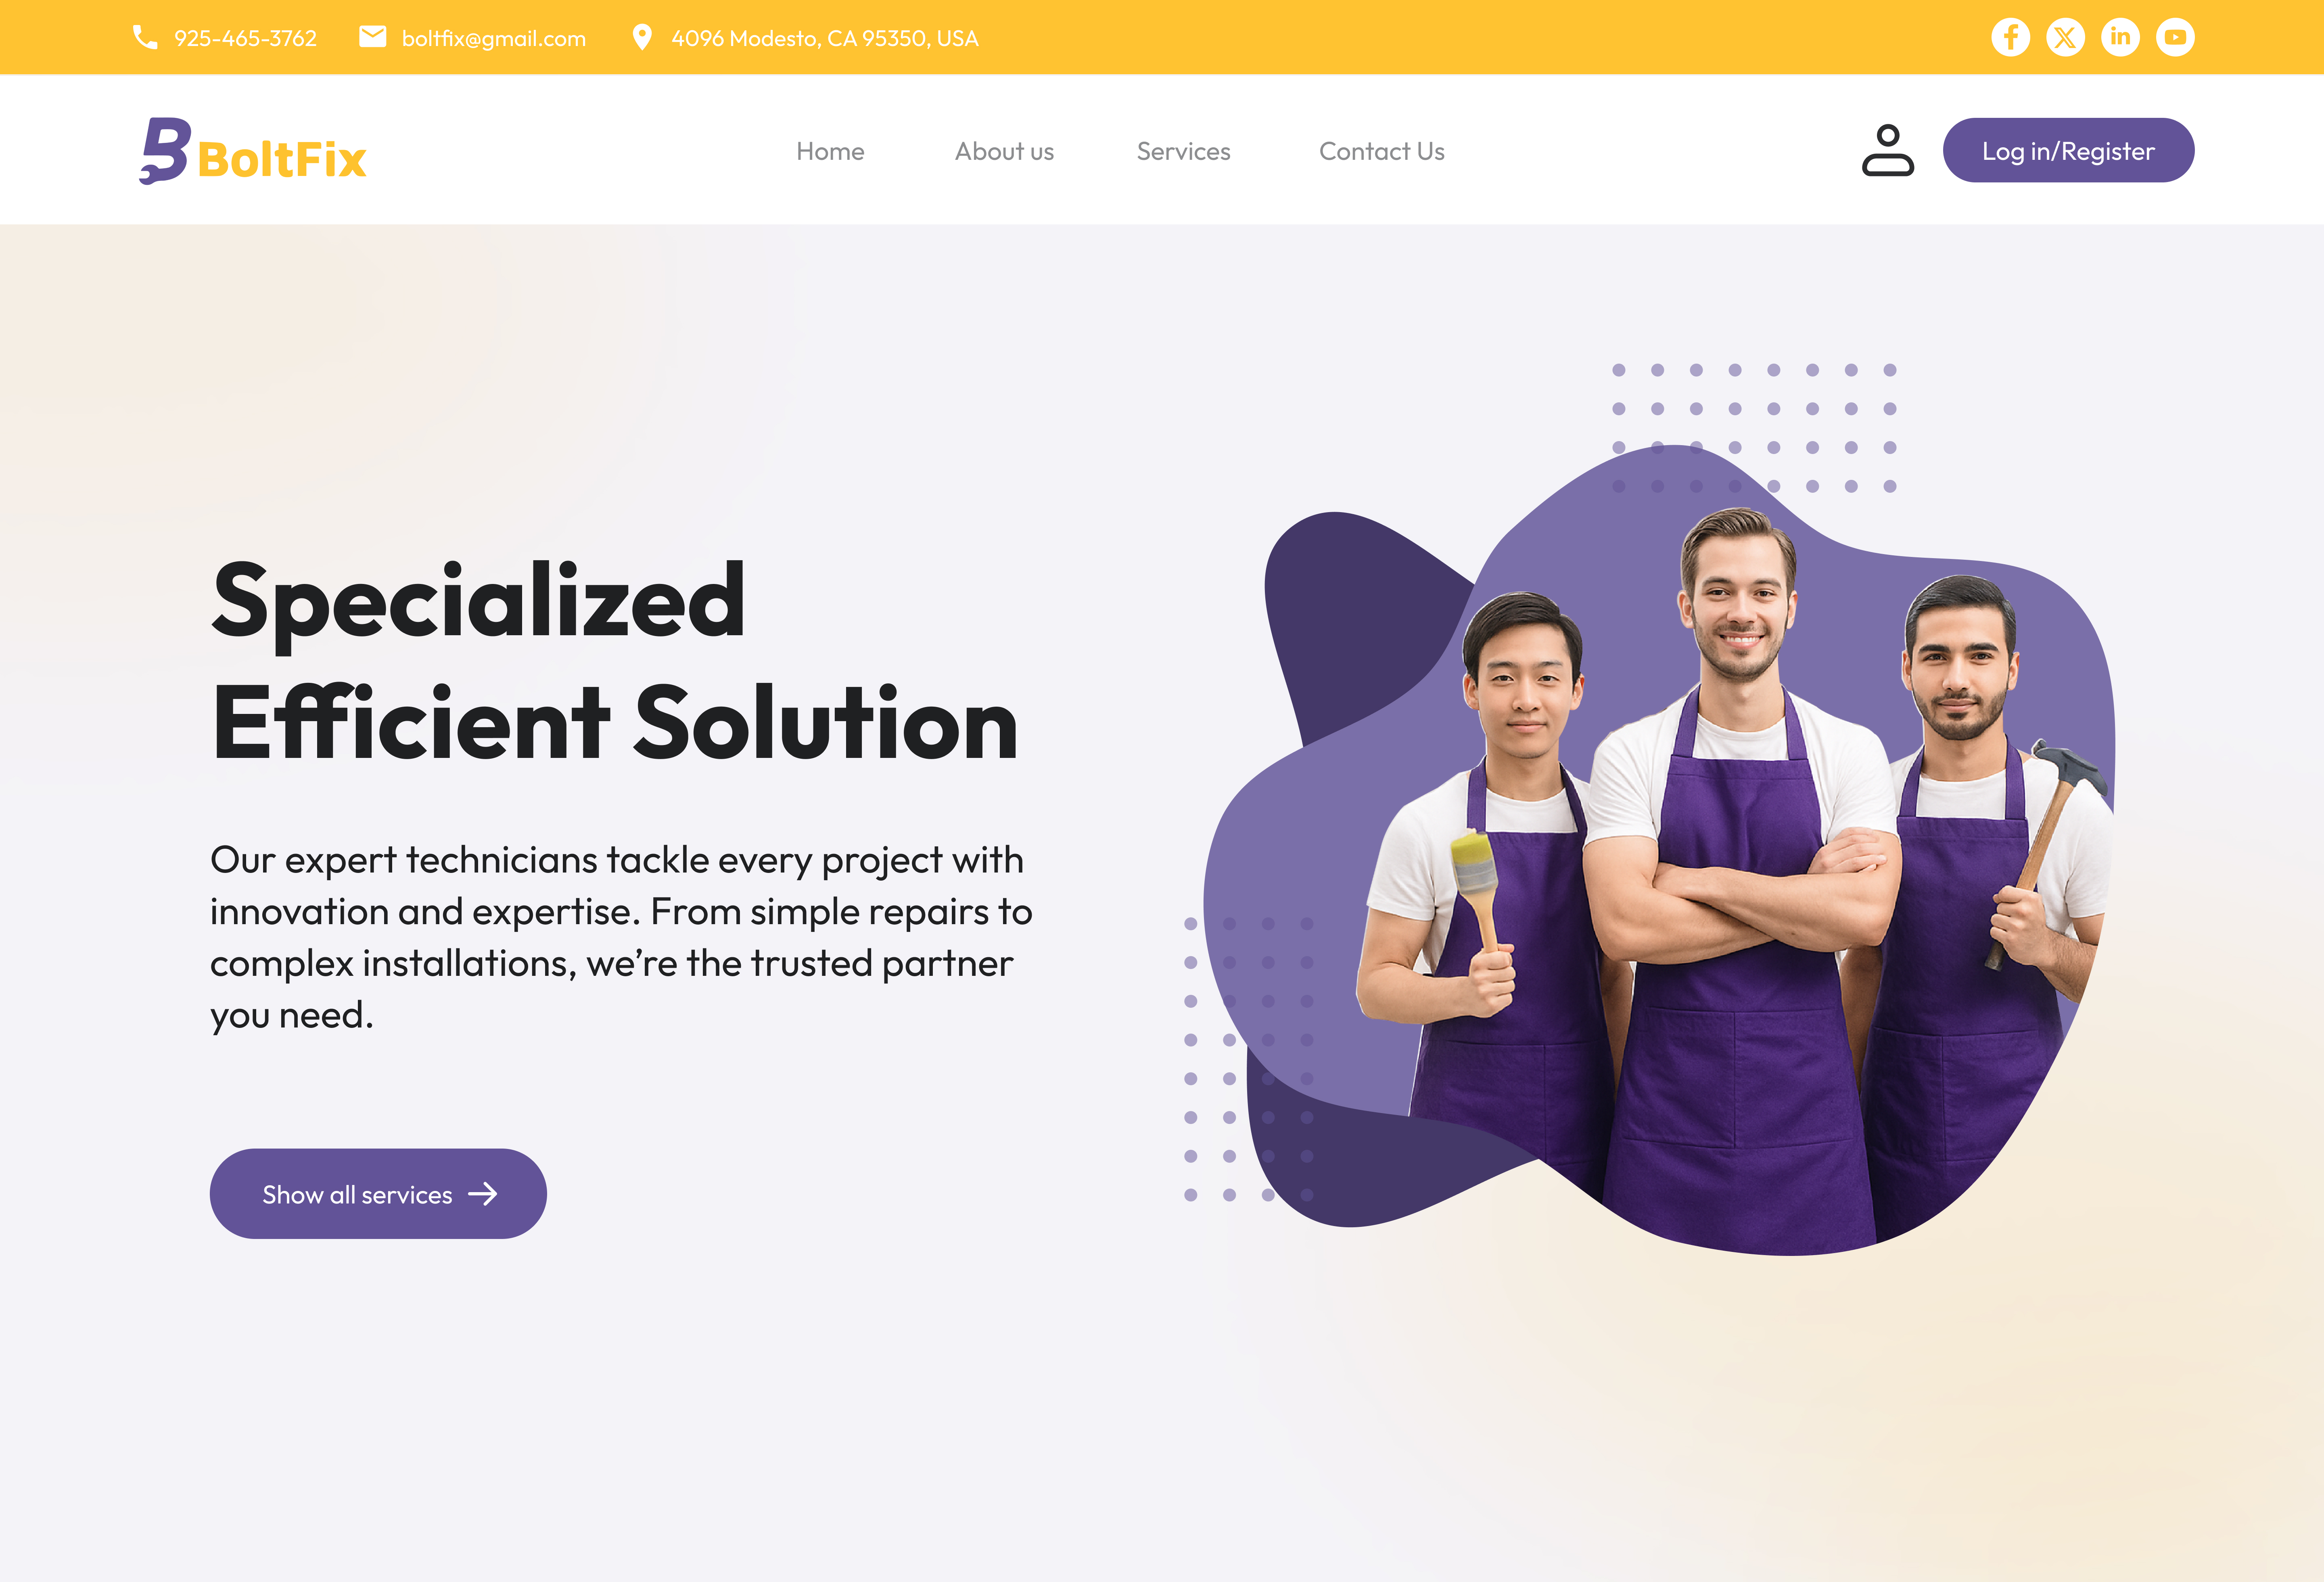 925-465-3762 boltfix@gmail.com 4096 Modesto, CA 95350, USA
BoltFix Home About us Services Contact Us Log in/Register
Specialized
Efficient Solution
Our expert technicians tackle every project with
innovation and expertise. From simple repairs to
complex installations, we’re the trusted partner
you need.
Show all services